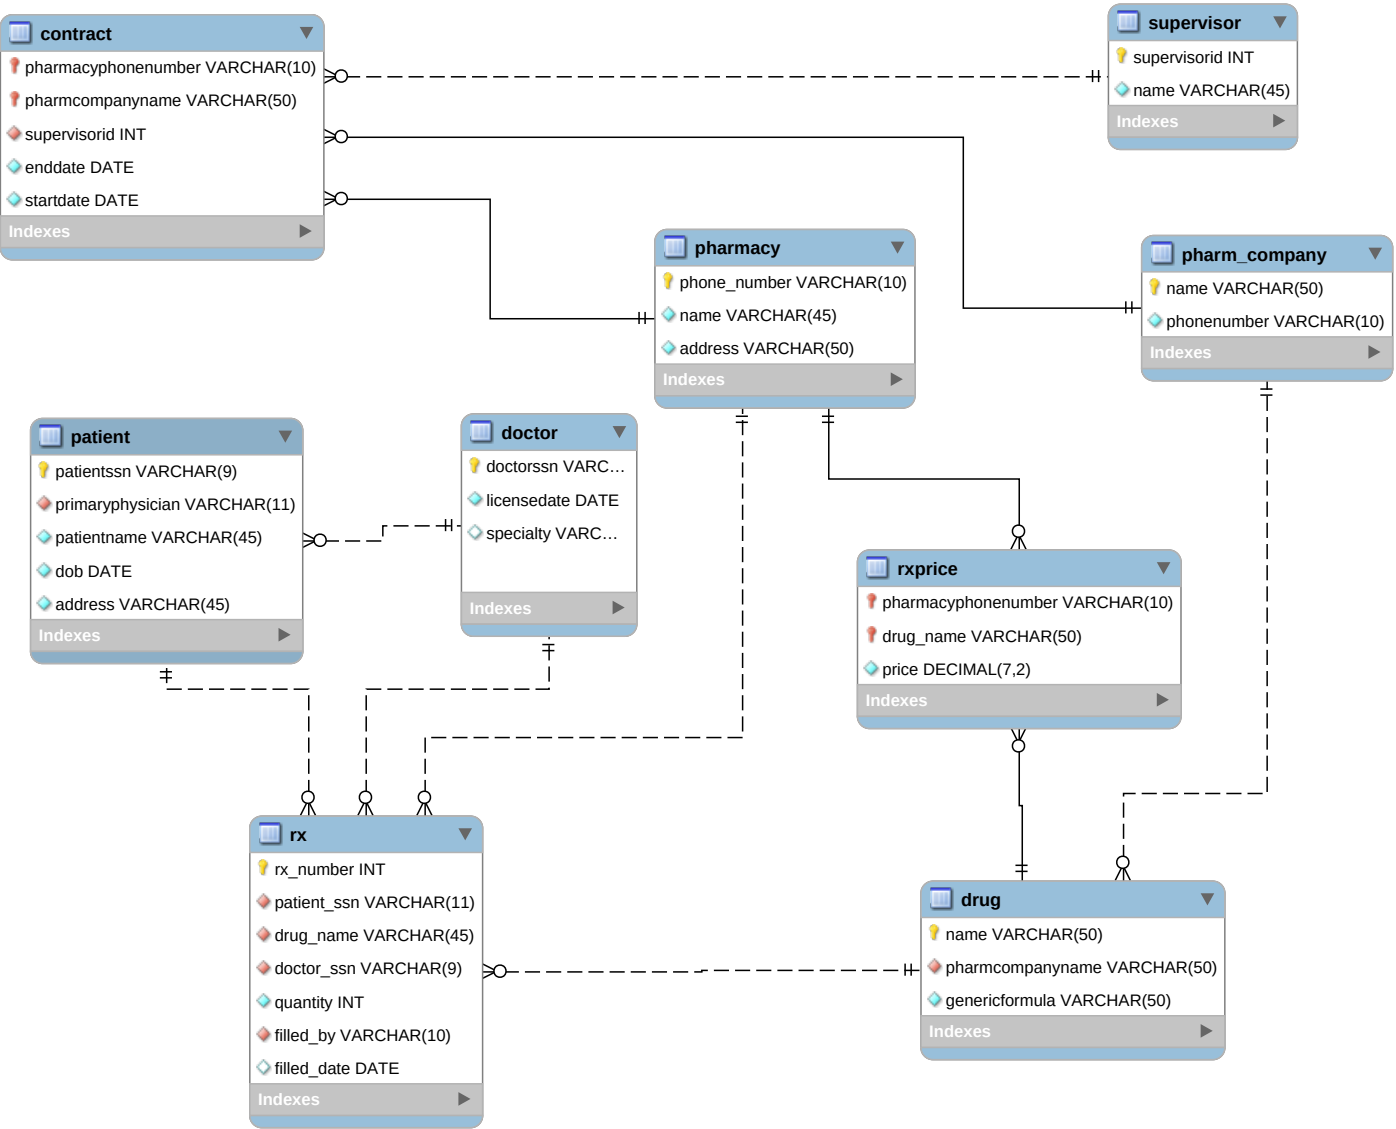 contract
pharmacyphonenumber VARCHAR(10)
pharmcompanyname VARCHAR(50)
supervisorid INT
enddate DATE
startdate DATE
Indexes
supervisor
supervisorid INT
name VARCHAR(45)
Indexes
pharmacy
phone_number VARCHAR(10)
name VARCHAR(45)
address VARCHAR(50)
Indexes
pharm_company
name VARCHAR(50)
phonenumber VARCHAR(10)
Indexes
patient
patientssn VARCHAR(9)
primaryphysician VARCHAR(11)
patientname VARCHAR(45)
dob DATE
address VARCHAR(45)
Indexes
doctor
doctorssn VARC...
licensedate DATE
specialty VARC...
Indexes
rxprice
pharmacyphonenumber VARCHAR(10)
drug_name VARCHAR(50)
price DECIMAL(7,2)
Indexes
rx
rx_number INT
patient_ssn VARCHAR(11)
drug_name VARCHAR(45)
doctor_ssn VARCHAR(9)
quantity INT
filled_by VARCHAR(10)
filled_date DATE
Indexes
drug
name VARCHAR(50)
pharmcompanyname VARCHAR(50)
genericformula VARCHAR(50)
Indexes